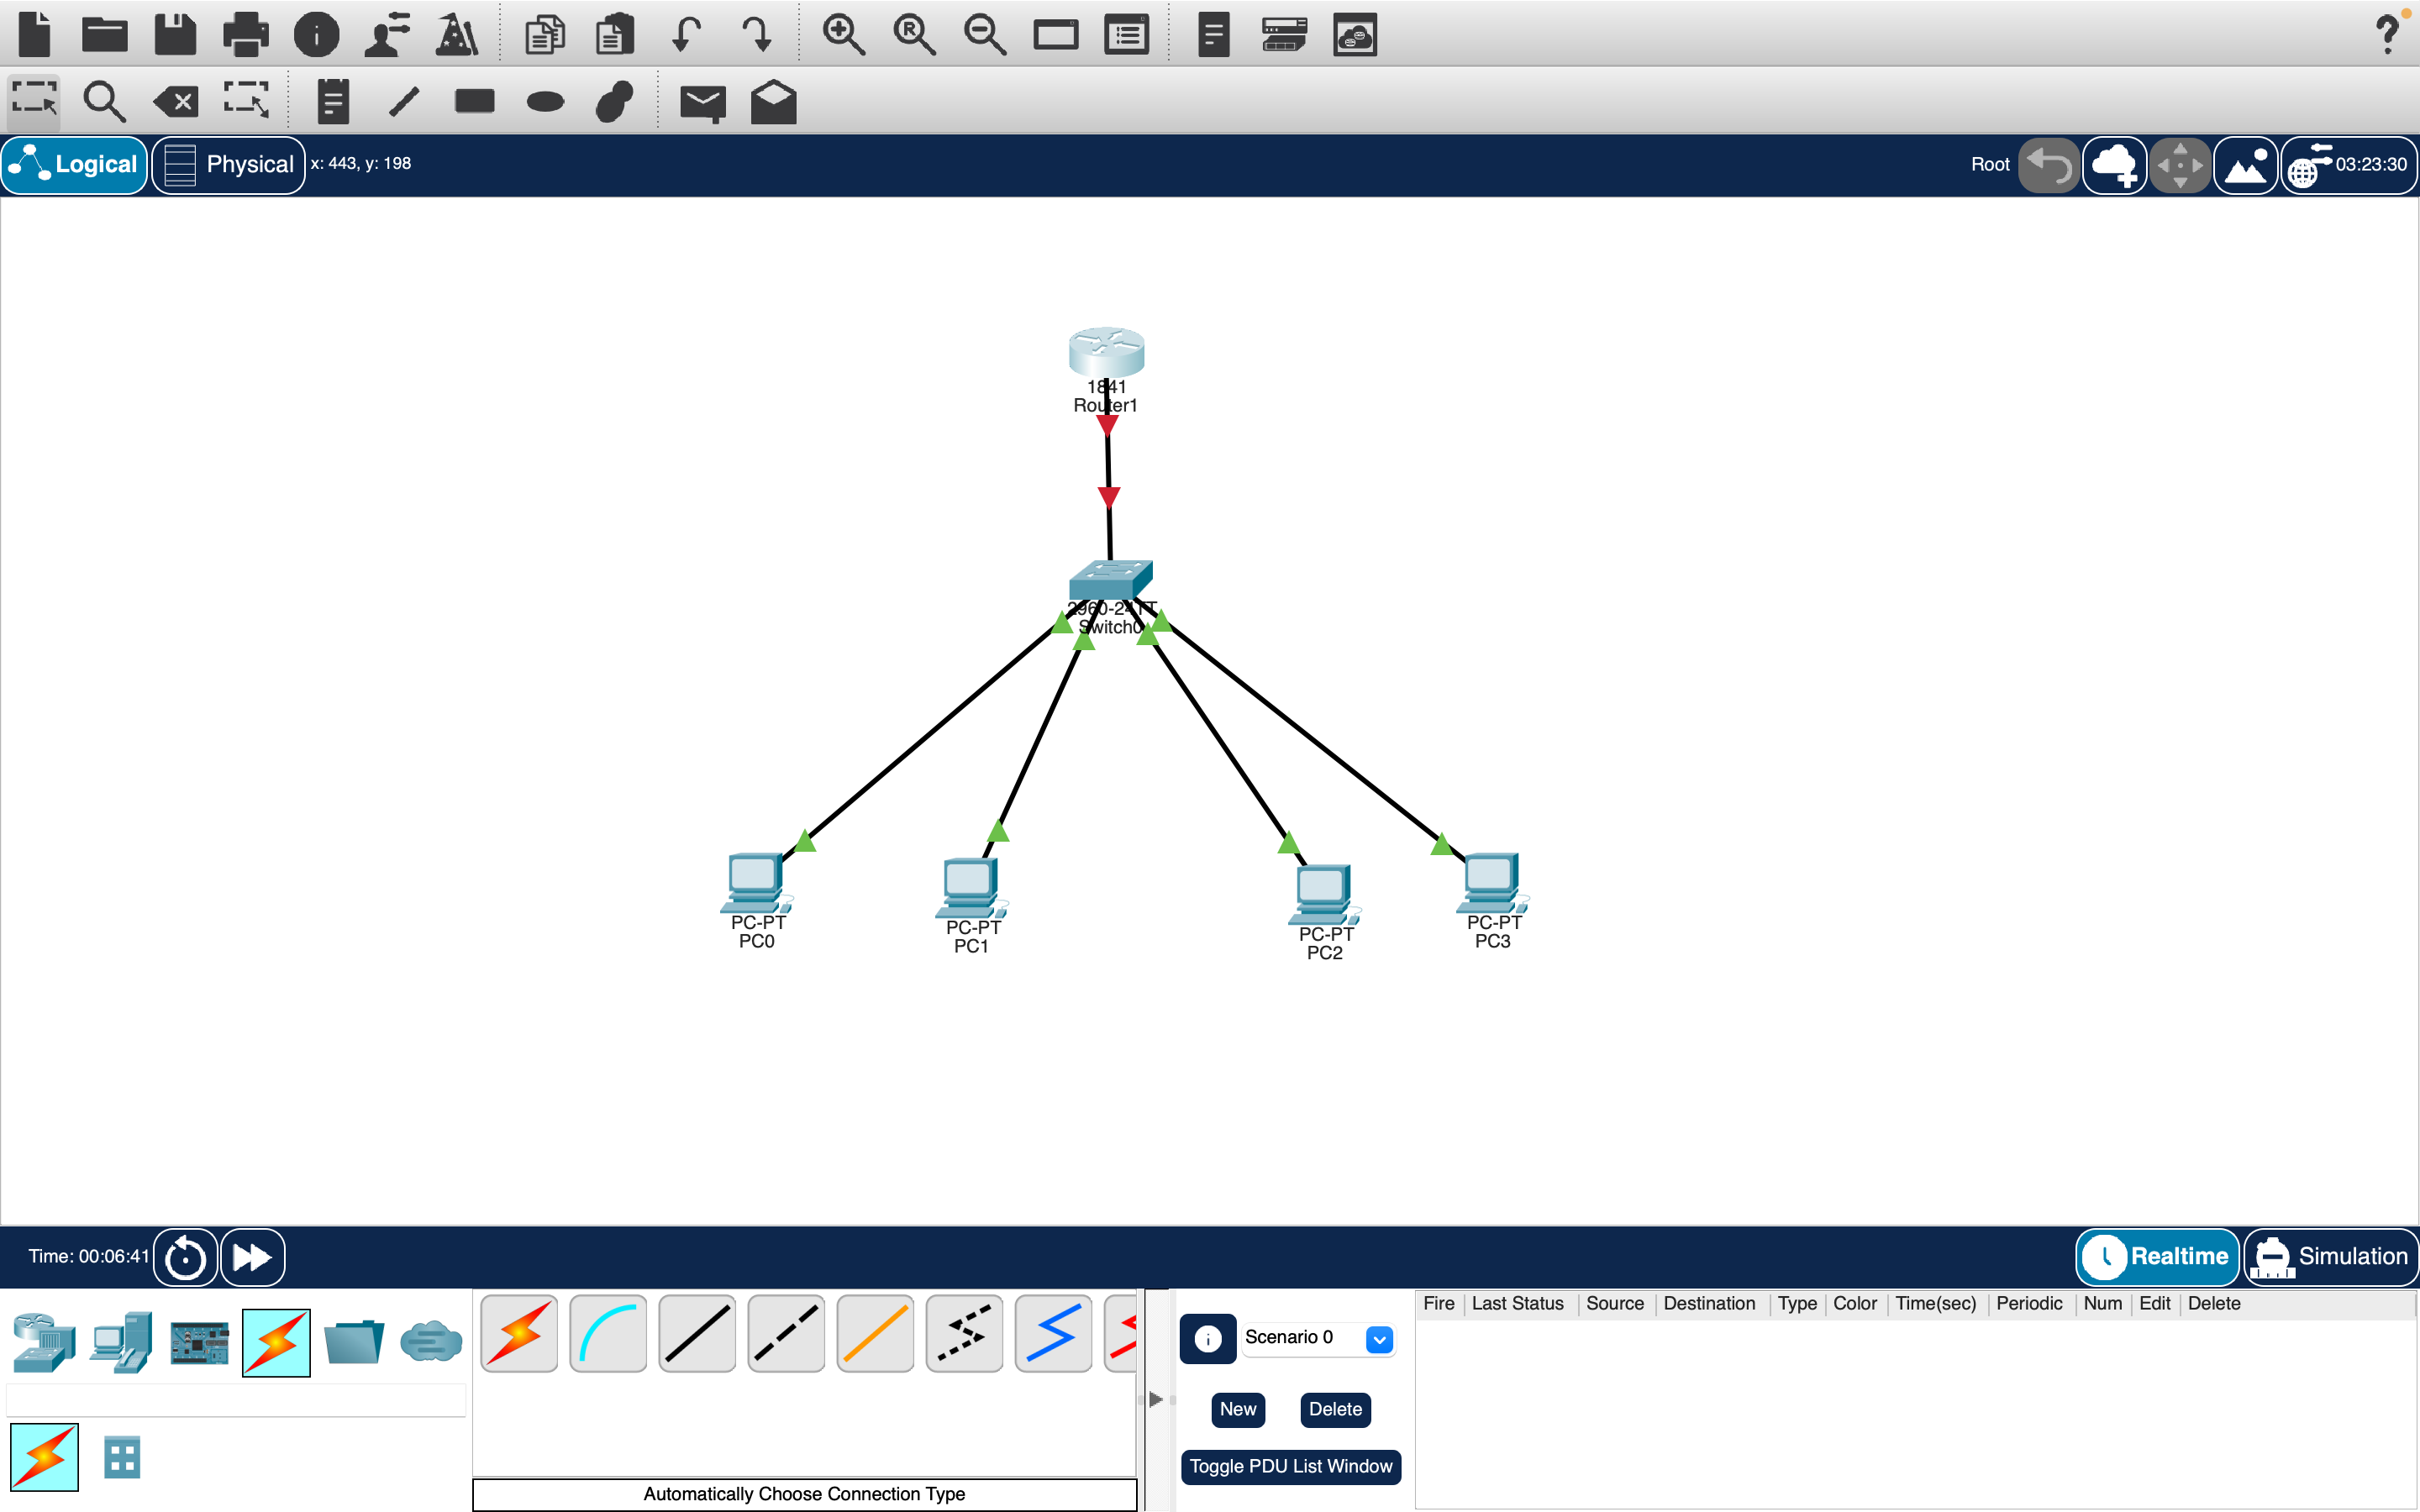 Logical
Physical
x: 443, y: 198
Root
03:23:30
1841
Router1
2960-24TT
Switch0
PC-PT
PC0
PC-PT
PC1
PC-PT
PC2
PC-PT
PC3
Time: 00:06:41
Realtime
Simulation
Scenario 0
New
Delete
Toggle PDU List Window
Fire Last Status Source Destination Type Color Time(sec) Periodic Num Edit Delete
Automatically Choose Connection Type